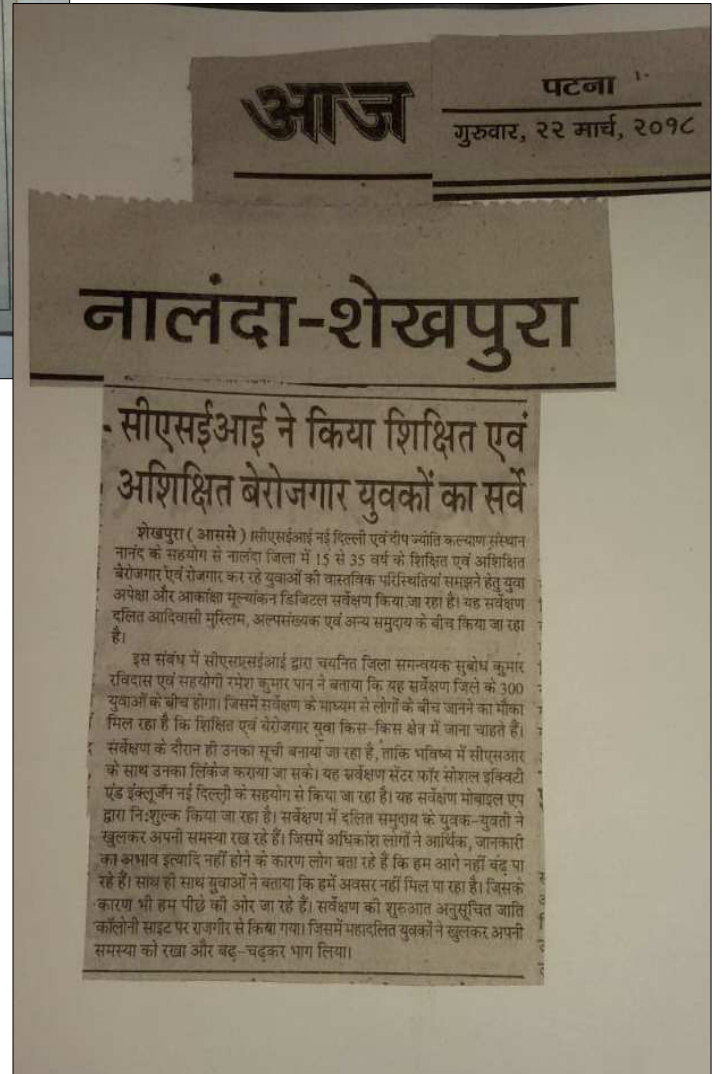 आज
पटना
गुरुवार, २२ मार्च, २०१८
नालंदा-शेखपुरा
सीएसईआई ने किया शिक्षित एवं
अशिक्षित बेरोजगार युवकों का सर्वे
शेखपुरा ( आससे )।सीएसईआई नई दिल्ली एवं दीप ज्योति कल्याण संस्थान
नानंद के सहयोग से नालंदा जिला में 15 से 35 वर्ष के शिक्षित एवं अशिक्षित
बेरोजगार एवं रोजगार कर रहे युवाओं की वास्तविक परिस्थितियां समझने हेतु युवा
अपेक्षा और आकांक्षा मूल्यांकन डिजिटल सर्वेक्षण किया जा रहा है। यह सर्वेक्षण
दलित आदिवासी मुस्लिम, अल्पसंख्यक एवं अन्य समुदाय के बीच किया जा रहा
है।
इस संबंध में सीएसएसईआई द्वारा चयनित जिला समन्वयक सुबोध कुमार
रविदास एवं सहयोगी रमेश कुमार पान ने बताया कि यह सर्वेक्षण जिले के 300
युवाओं के बीच होगा। जिसमें सर्वेक्षण के माध्यम से लोगों के बीच जानने का मौका
मिल रहा है कि शिक्षित एवं बेरोजगार युवा किस-किस क्षेत्र में जाना चाहते हैं।
सर्वेक्षण के दौरान ही उनका सूची बनाया जा रहा है, ताकि भविष्य में सीएसआर
के साथ उनका लिंकेज कराया जा सके। यह सर्वेक्षण सेंटर फॉर सोशल इक्विटी
एंड इंक्लूजन नई दिल्ली के सहयोग से किया जा रहा है। यह सर्वेक्षण मोबाइल एप
द्वारा नि:शुल्क किया जा रहा है। सर्वेक्षण में दलित समुदाय के युवक-युवती ने
खुलकर अपनी समस्या रख रहे हैं। जिसमें अधिकांश लोगों ने आर्थिक, जानकारी
का अभाव इत्यादि नहीं होने के कारण लोग बता रहे हैं कि हम आगे नहीं बढ़ पा
रहे हैं। साथ ही साथ युवाओं ने बताया कि हमें अवसर नहीं मिल पा रहा है। जिसके
कारण भी हम पीछे की ओर जा रहे हैं। सर्वेक्षण की शुरुआत अनुसूचित जाति
कॉलोनी साइट पर राजगीर से किया गया। जिसमें महादलित युवकों ने खुलकर अपनी
समस्या को रखा और बढ़-चढ़कर भाग लिया।